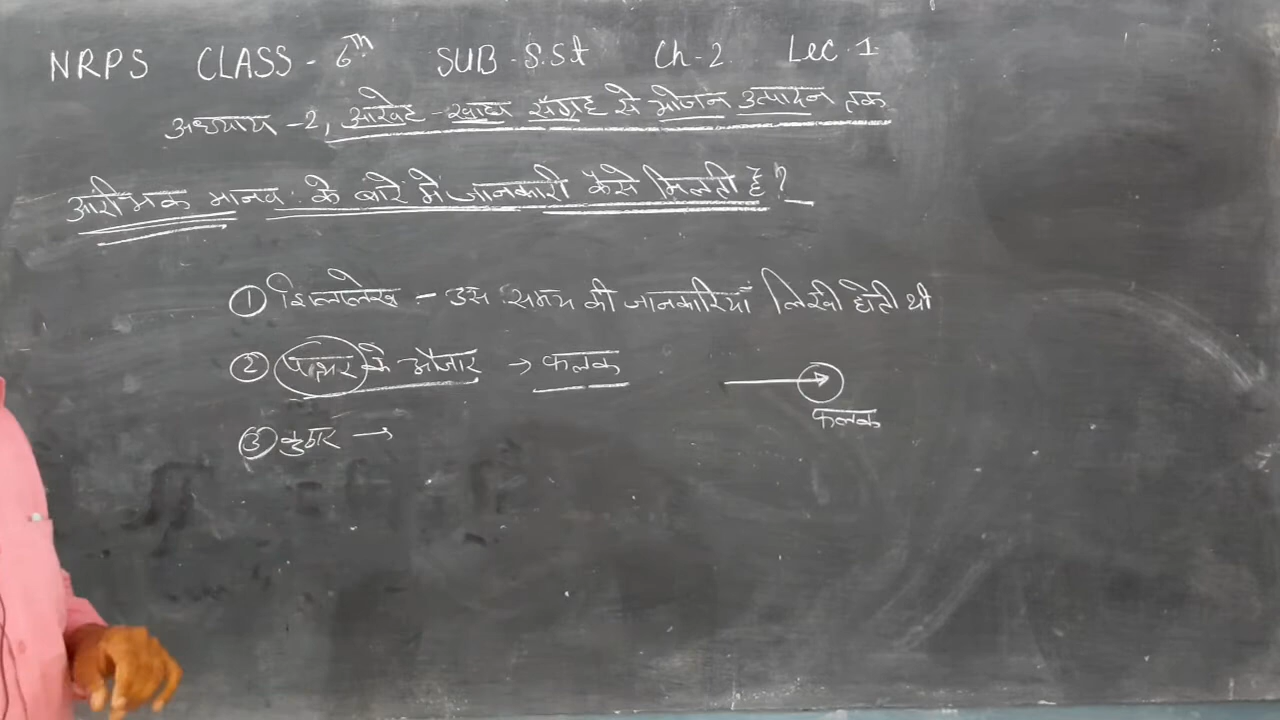 NRPS CLASS - 6th SUB - S.St Ch-2. Lec 1
अध्याय -2, आखेट -खाद्य संग्रह से भोजन उत्पादन तक
आरंभिक मानव के बारे में जानकारी कैसे मिलती है ?
① शिलालेख - उस समय की जानकारियाँ लिखी होती थी
② पत्थर के औजार → फलक
फलक
③ कुठार →